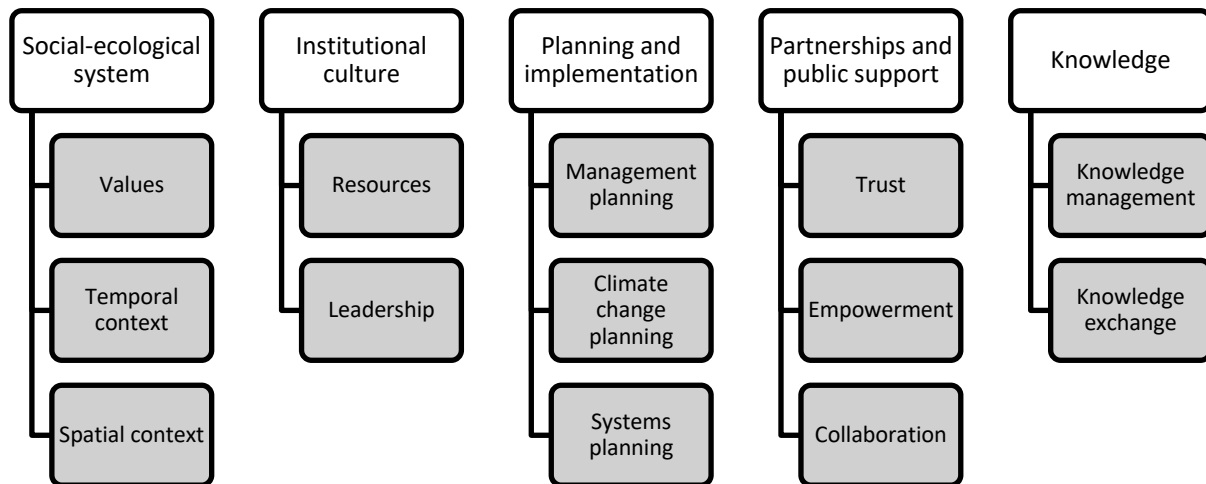 Social-ecological
system
Values
Temporal
context
Spatial context
Institutional
culture
Resources
Leadership
Planning and
implementation
Management
planning
Climate
change
planning
Systems
planning
Partnerships and
public support
Trust
Empowerment
Collaboration
Knowledge
Knowledge
management
Knowledge
exchange